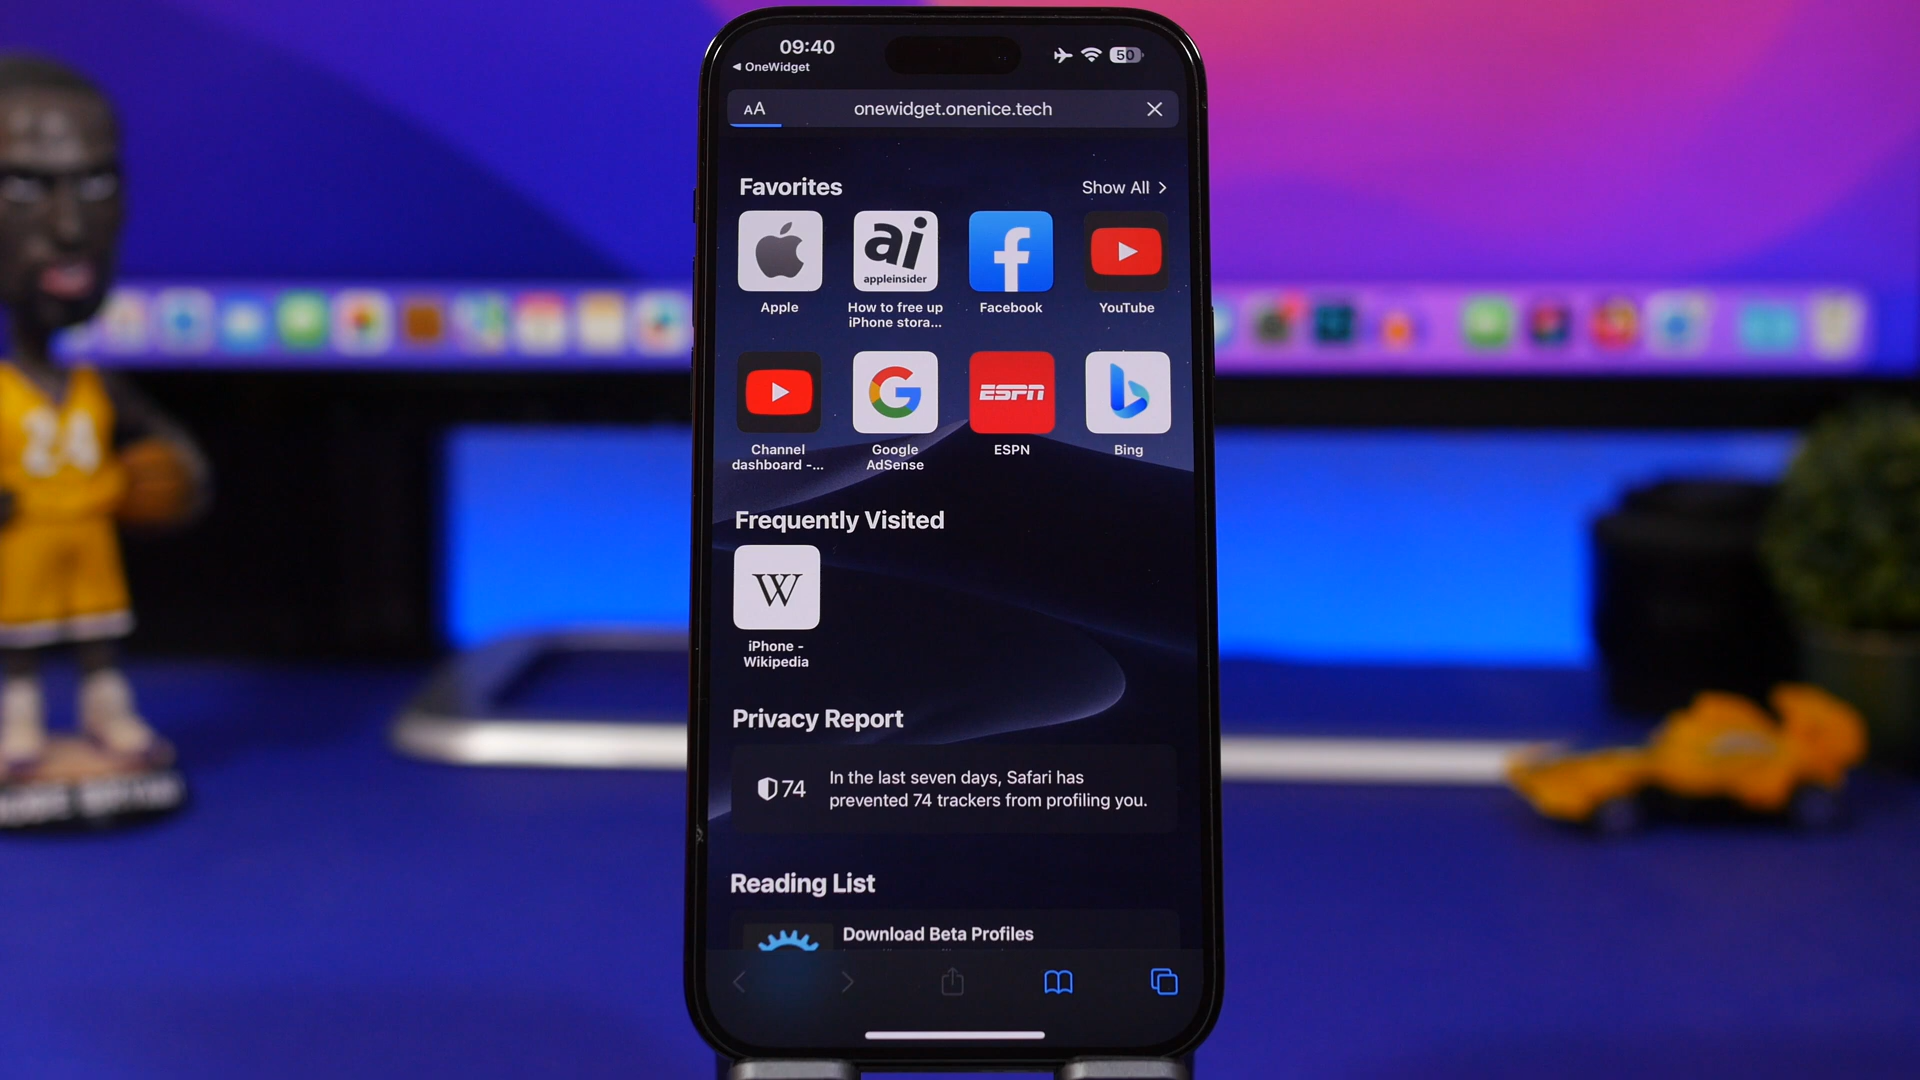 09:40
◀ OneWidget
50
AA
onewidget.onenice.tech
Favorites
Show All >
ai
appleinsider
ESPN
Apple
How to free up
iPhone stora...
Facebook
YouTube
Channel
dashboard -...
G
Google
AdSense
ESPN
Bing
Frequently Visited
W
iPhone -
Wikipedia
Privacy Report
74
In the last seven days, Safari has
prevented 74 trackers from profiling you.
Reading List
Download Beta Profiles
24